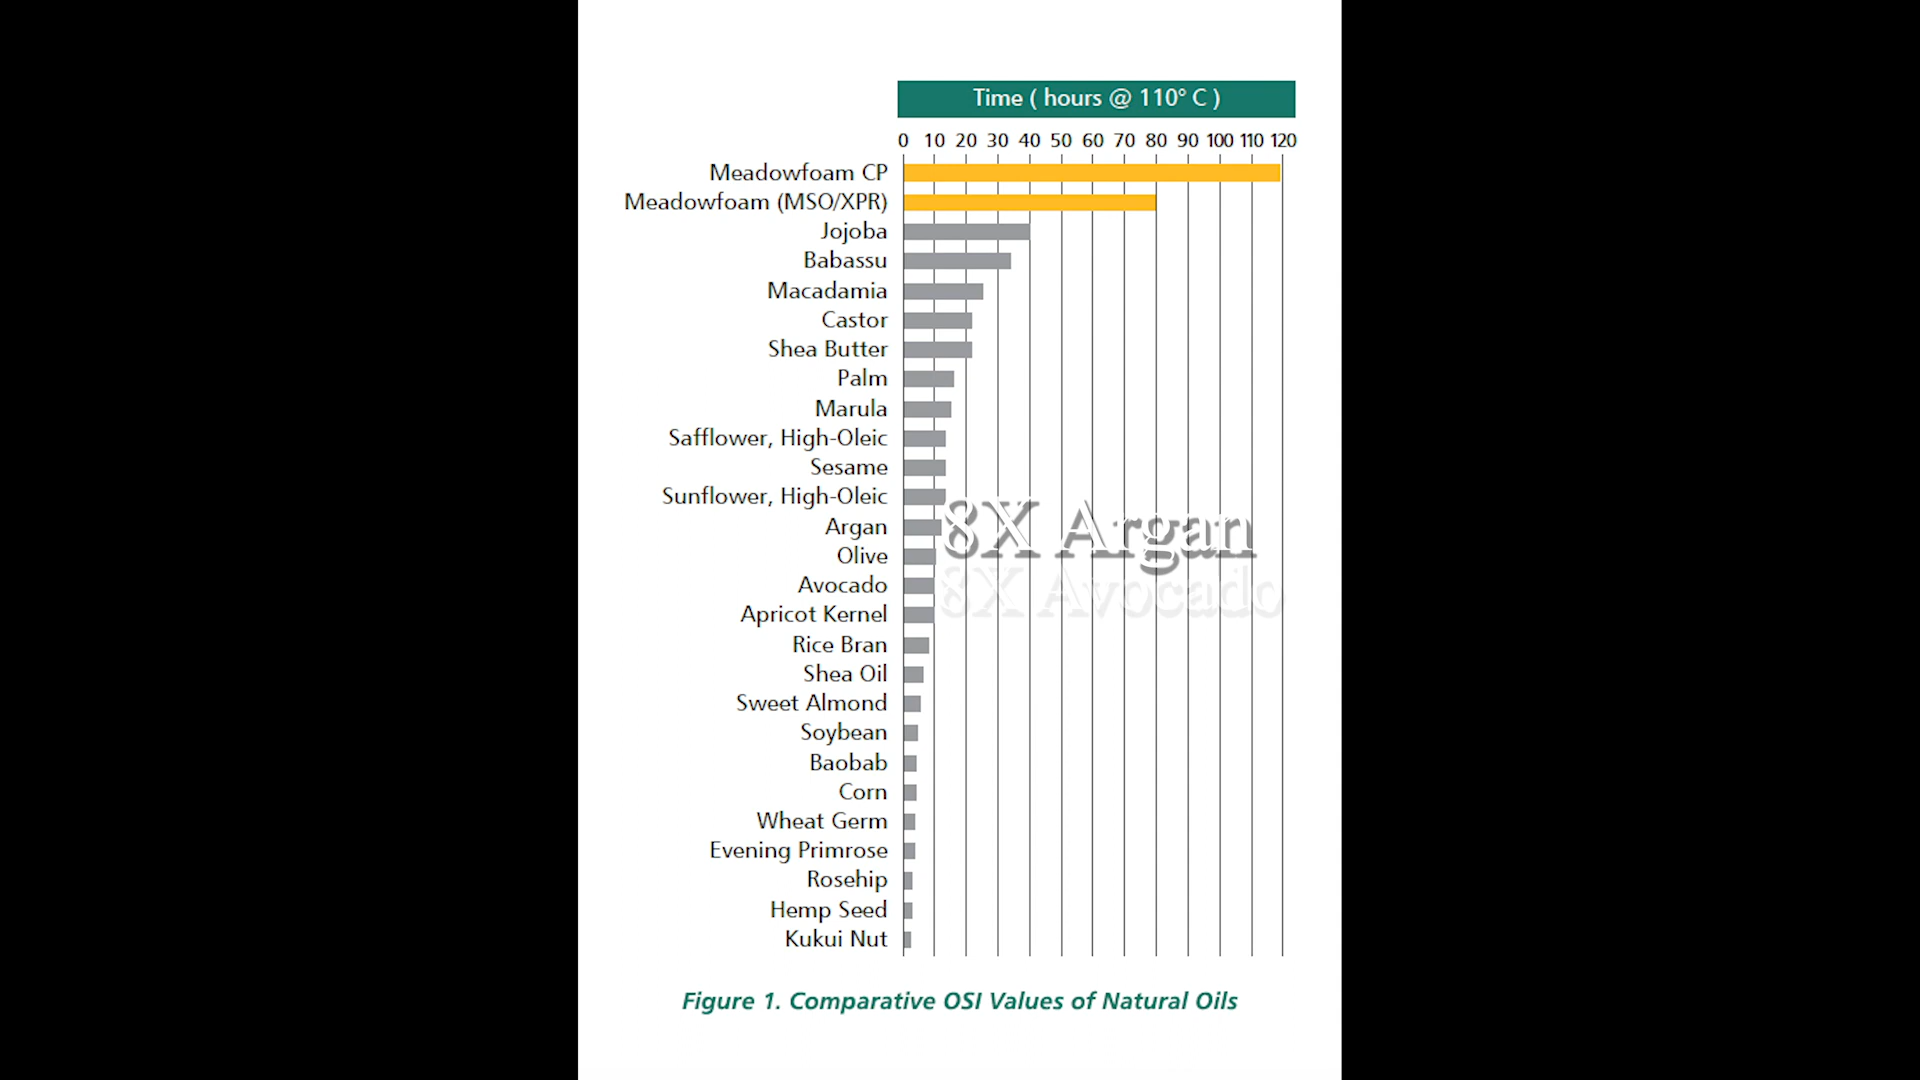 Time ( hours @ 110° C )
0 10 20 30 40 50 60 70 80 90 100 110 120
Meadowfoam CP
Meadowfoam (MSO/XPR)
Jojoba
Babassu
Macadamia
Castor
Shea Butter
Palm
Marula
Safflower, High-Oleic
Sesame
Sunflower, High-Oleic
Argan
8X Argan
Olive
Avocado
8X Avocado
Apricot Kernel
Rice Bran
Shea Oil
Sweet Almond
Soybean
Baobab
Corn
Wheat Germ
Evening Primrose
Rosehip
Hemp Seed
Kukui Nut
Figure 1. Comparative OSI Values of Natural Oils